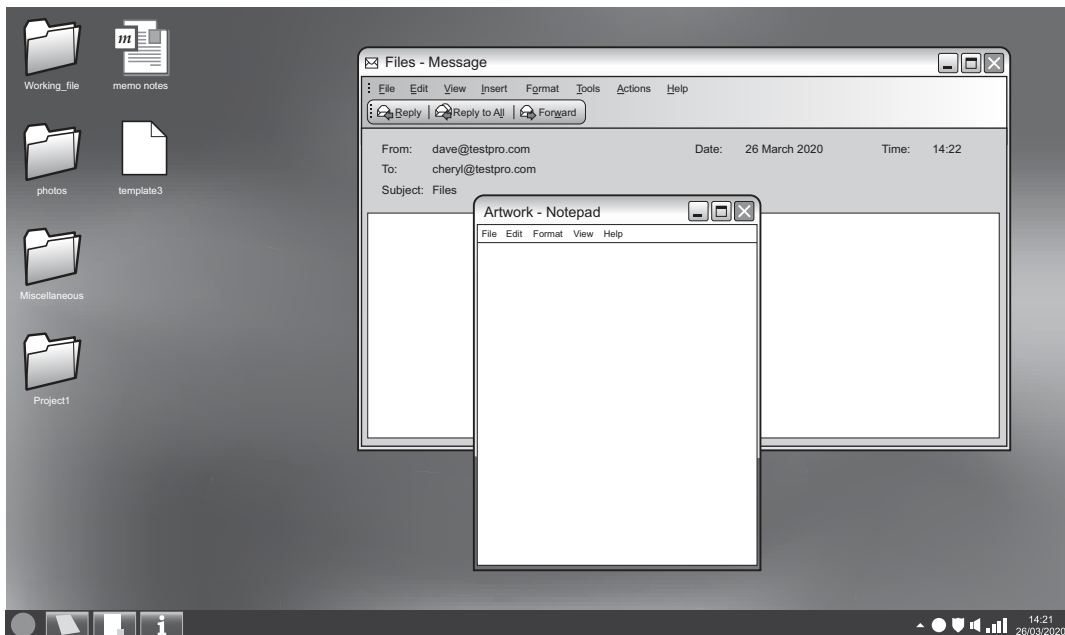 Working_file
memo notes
photos
template3
Miscellaneous
Project1
m
Files - Message
File Edit View Insert Format Tools Actions Help
Reply Reply to All Forward
From: dave@testpro.com Date: 26 March 2020 Time: 14:22
To: cheryl@testpro.com
Subject: Files
Artwork - Notepad
File Edit Format View Help
i
14:21
26/03/2020